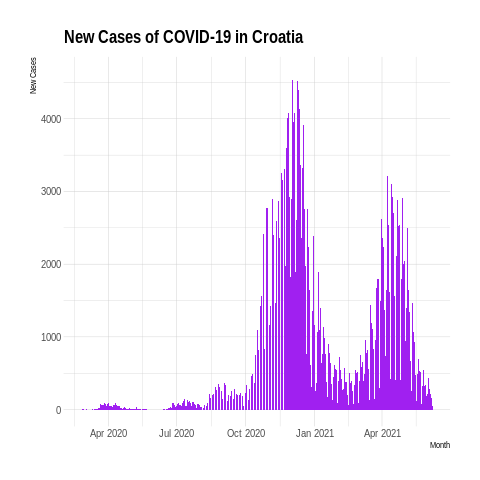 New Cases of COVID-19 in Croatia
New Cases
4000
3000
2000
1000
0
Apr 2020 Jul 2020 Oct 2020 Jan 2021 Apr 2021
Month